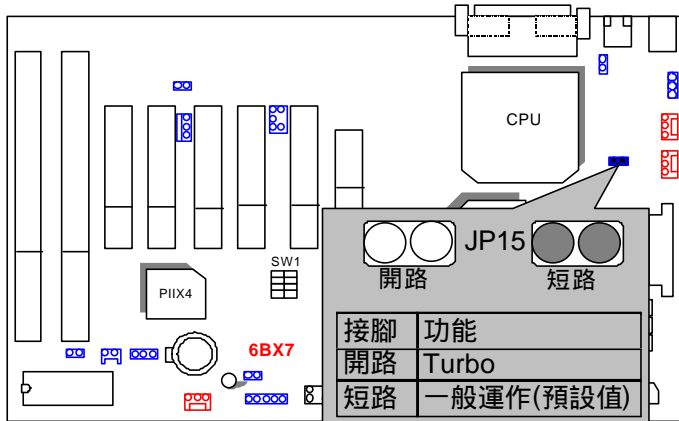 CPU
SW1
PIIX4
6BX7
JP15
開路
短路
接腳 功能
開路 Turbo
短路 一般運作(預設值)